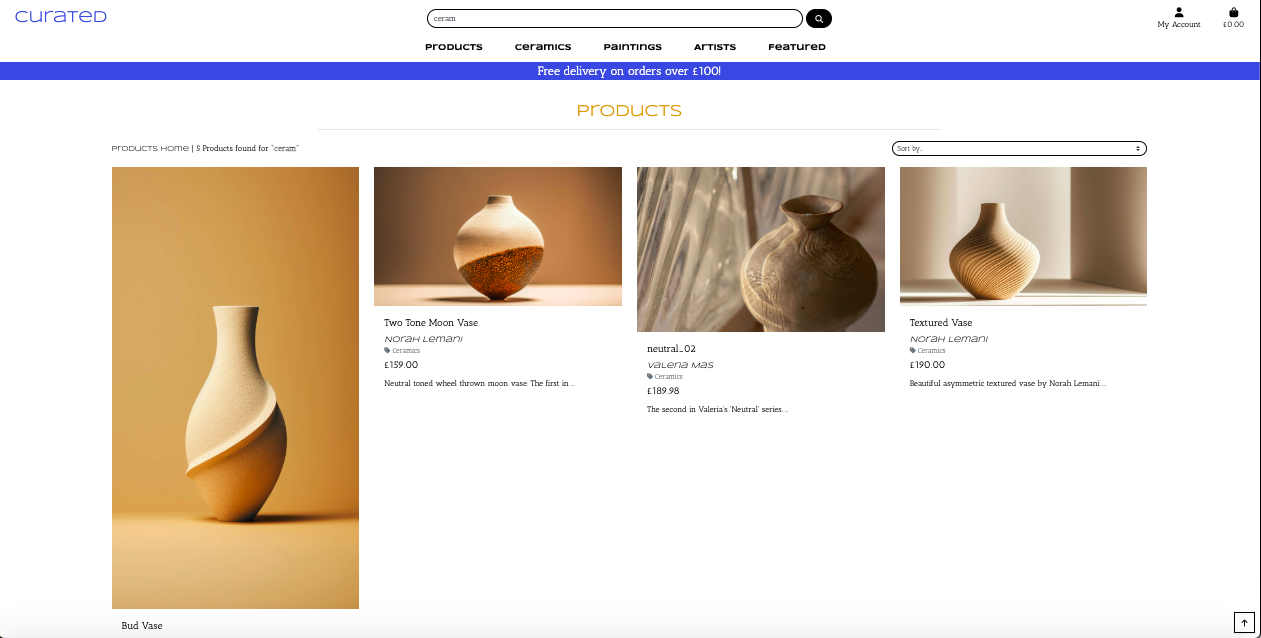 curated
ceram
My Account
£0.00
Products
Ceramics
Paintings
Artists
Featured
Free delivery on orders over £100!
Products
Products Home | 5 Products found for "ceram"
Sort by...
Two Tone Moon Vase
Norah Lemani
Ceramics
£159.00
Neutral toned wheel thrown moon vase. The first in ...
neutral_02
Valeria Mas
Ceramics
£189.98
The second in Valeria's 'Neutral' series. ...
Textured Vase
Norah Lemani
Ceramics
£190.00
Beautiful asymmetric textured vase by Norah Lemani ...
Bud Vase